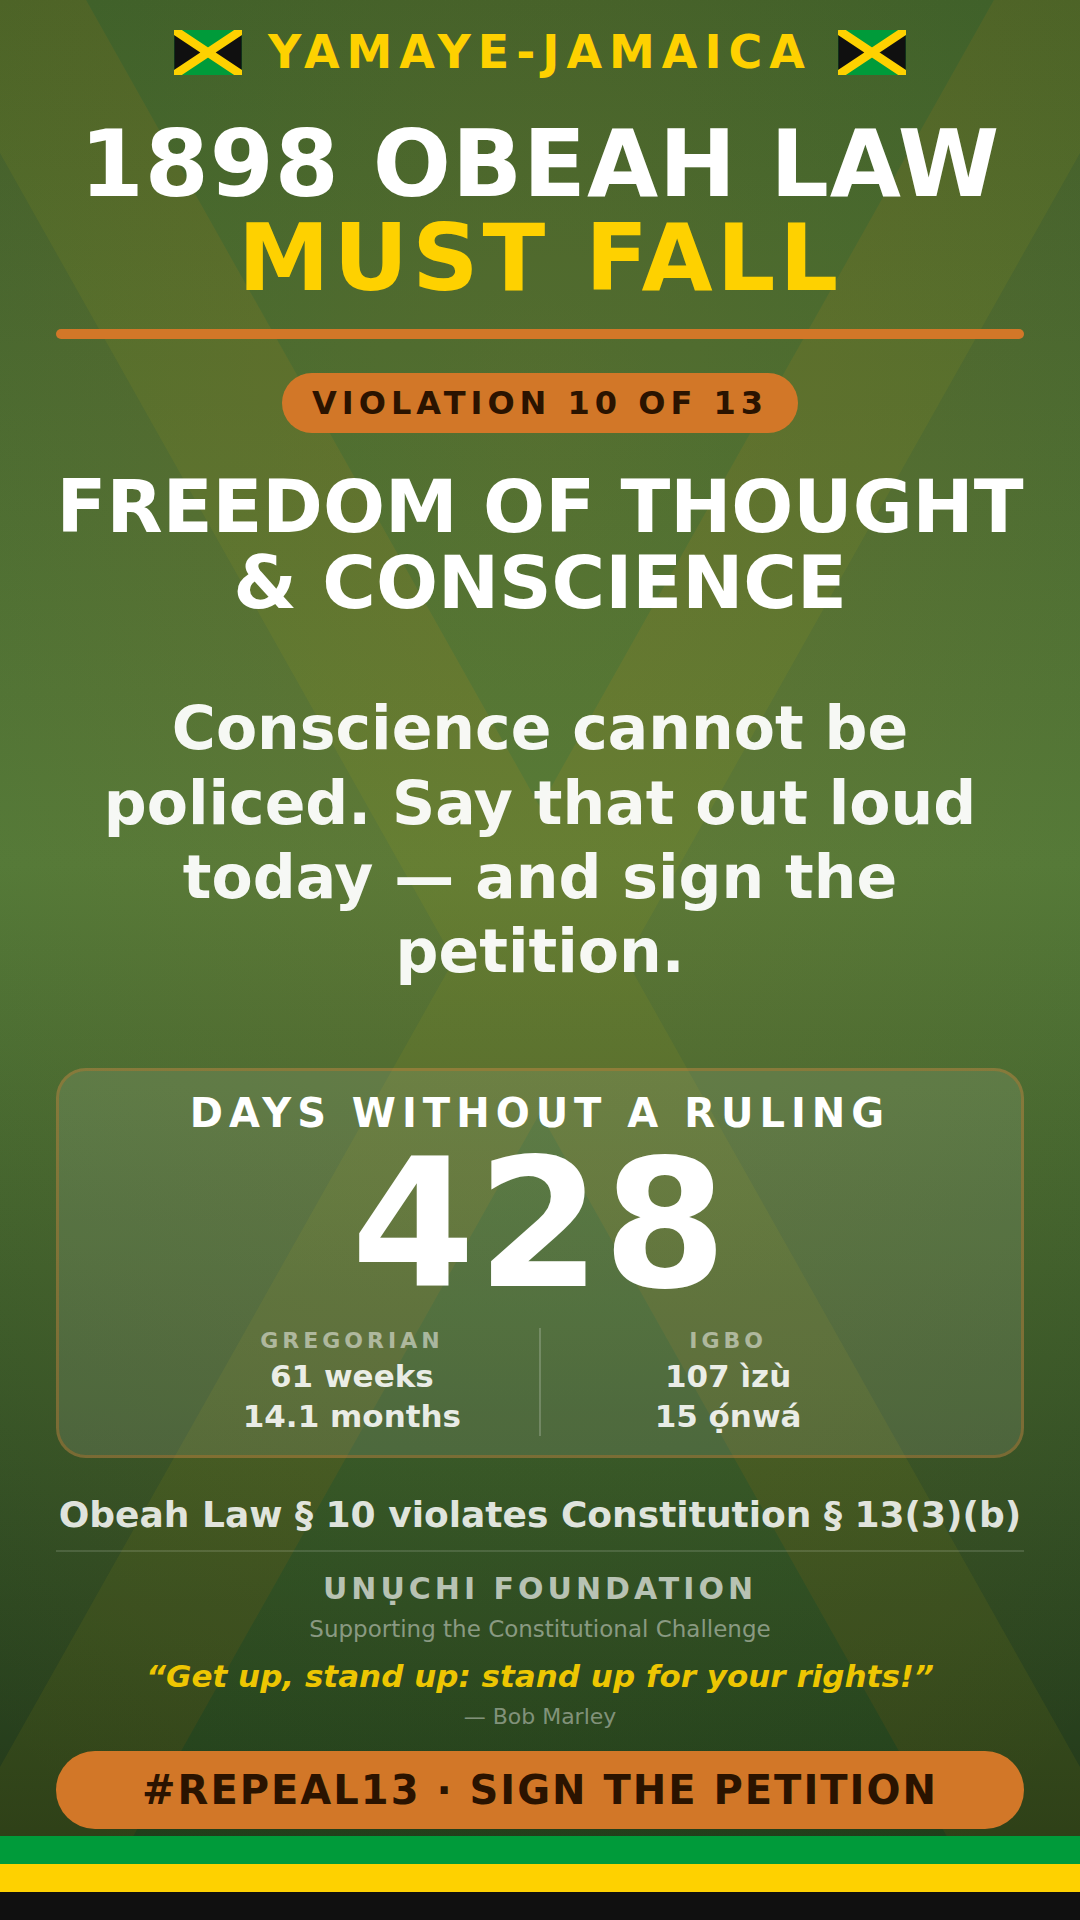 YAMAYE-JAMAICA
1898 OBEAH LAW
MUST FALL
VIOLATION 10 OF 13
FREEDOM OF THOUGHT
& CONSCIENCE
Conscience cannot be
policed. Say that out loud
today — and sign the
petition.
DAYS WITHOUT A RULING
428
GREGORIAN
61 weeks
14.1 months
IGBO
107 ìzù
15 ọ́nwá
Obeah Law § 10 violates Constitution § 13(3)(b)
UNỤCHI FOUNDATION
Supporting the Constitutional Challenge
“Get up, stand up: stand up for your rights!”
— Bob Marley
#REPEAL13 · SIGN THE PETITION